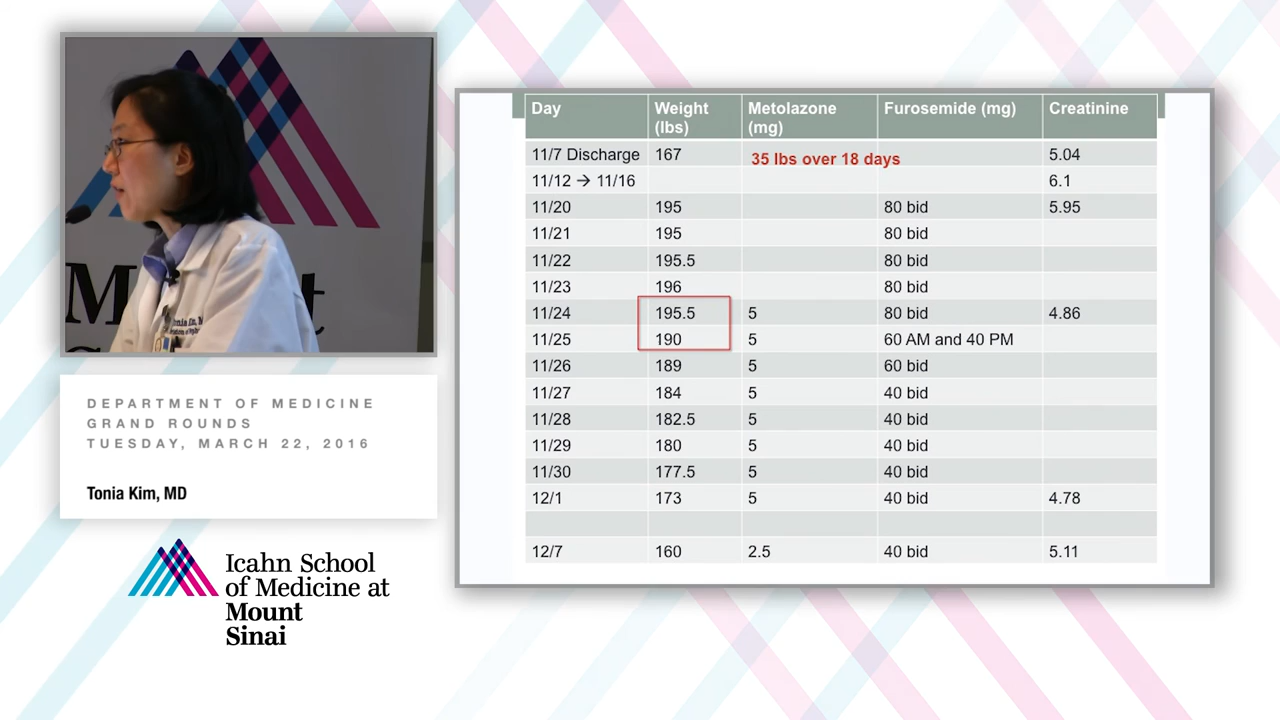 M
t
Day Weight (lbs) Metolazone (mg) Furosemide (mg) Creatinine
11/7 Discharge 167 35 lbs over 18 days 5.04
11/12 → 11/16 6.1
11/20 195 80 bid 5.95
11/21 195 80 bid
11/22 195.5 80 bid
11/23 196 80 bid
11/24 195.5 5 80 bid 4.86
11/25 190 5 60 AM and 40 PM
11/26 189 5 60 bid
11/27 184 5 40 bid
11/28 182.5 5 40 bid
11/29 180 5 40 bid
11/30 177.5 5 40 bid
12/1 173 5 40 bid 4.78
12/7 160 2.5 40 bid 5.11
DEPARTMENT OF MEDICINE
GRAND ROUNDS
TUESDAY, MARCH 22, 2016
Tonia Kim, MD
Icahn School
of Medicine at
Mount
Sinai